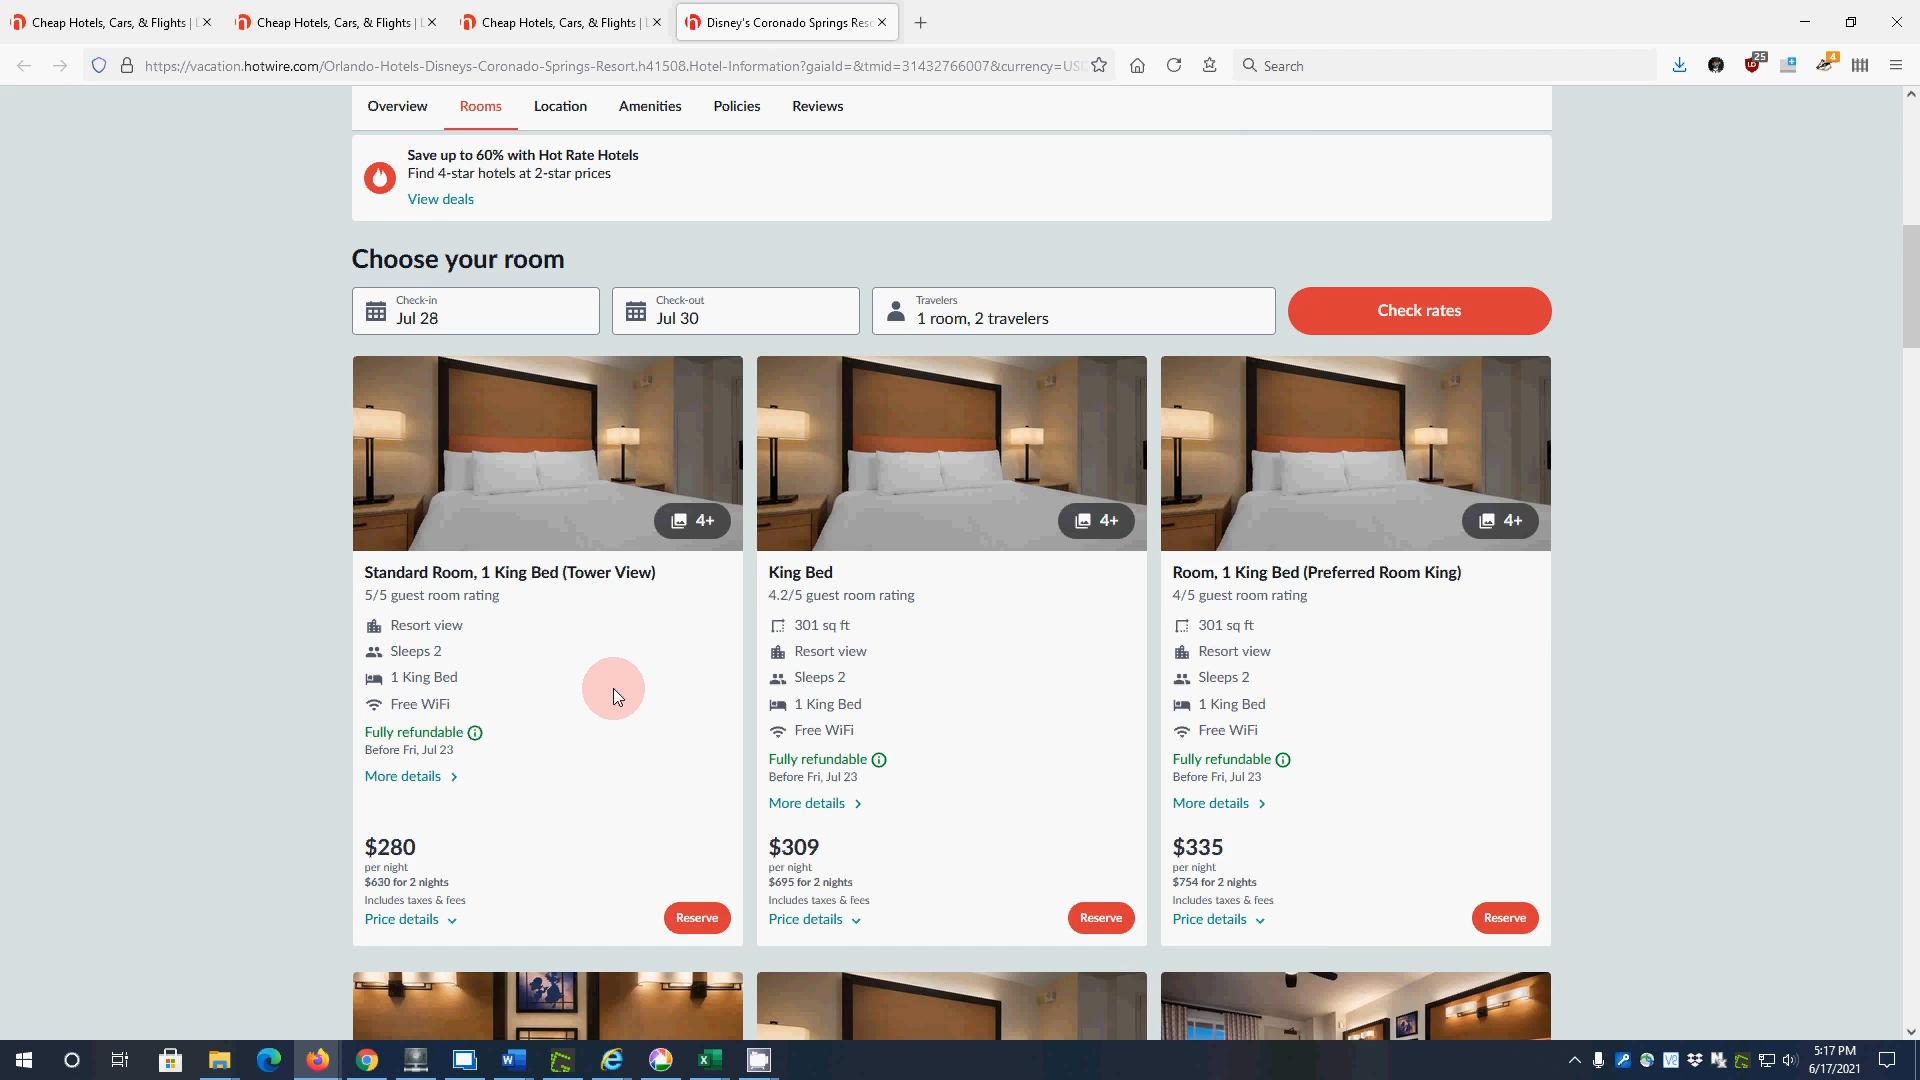 Cheap Hotels, Cars, & Flights |
Cheap Hotels, Cars, & Flights |
Cheap Hotels, Cars, & Flights |
Disney's Coronado Springs Res
https://vacation.hotwire.com/Orlando-Hotels-Disneys-Coronado-Springs-Resort.h41508.Hotel-Information?gaiaId=&tmid=31432766007&currency=USD
Search
25
4
Overview
Rooms
Location
Amenities
Policies
Reviews
Save up to 60% with Hot Rate Hotels
Find 4-star hotels at 2-star prices
View deals
Choose your room
Check-in
Jul 28
Check-out
Jul 30
Travelers
1 room, 2 travelers
Check rates
4+
4+
4+
Standard Room, 1 King Bed (Tower View)
5/5 guest room rating
Resort view
Sleeps 2
1 King Bed
Free WiFi
Fully refundable
Before Fri, Jul 23
More details
$280
per night
$630 for 2 nights
Includes taxes & fees
Price details
Reserve
King Bed
4.2/5 guest room rating
301 sq ft
Resort view
Sleeps 2
1 King Bed
Free WiFi
Fully refundable
Before Fri, Jul 23
More details
$309
per night
$695 for 2 nights
Includes taxes & fees
Price details
Reserve
Room, 1 King Bed (Preferred Room King)
4/5 guest room rating
301 sq ft
Resort view
Sleeps 2
1 King Bed
Free WiFi
Fully refundable
Before Fri, Jul 23
More details
$335
per night
$754 for 2 nights
Includes taxes & fees
Price details
Reserve
5:17 PM
6/17/2021